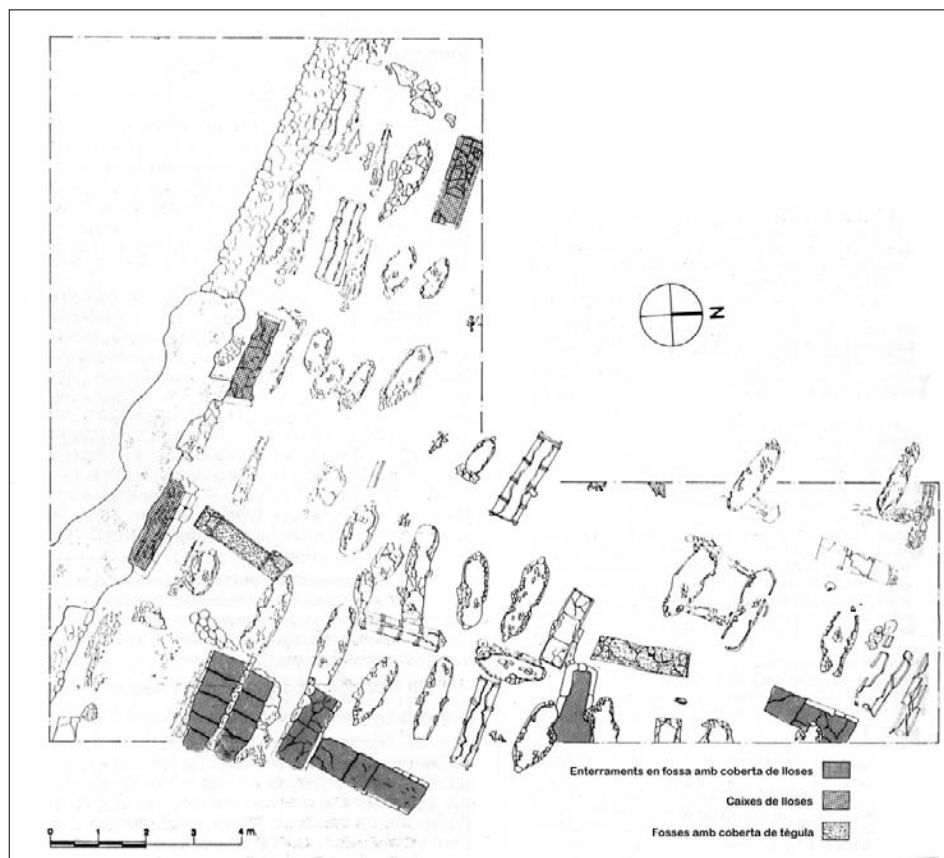 N
Enterraments en fossa amb coberta de lloses
Caixes de lloses
Fosses amb coberta de tègula
0 1 2 4 m.